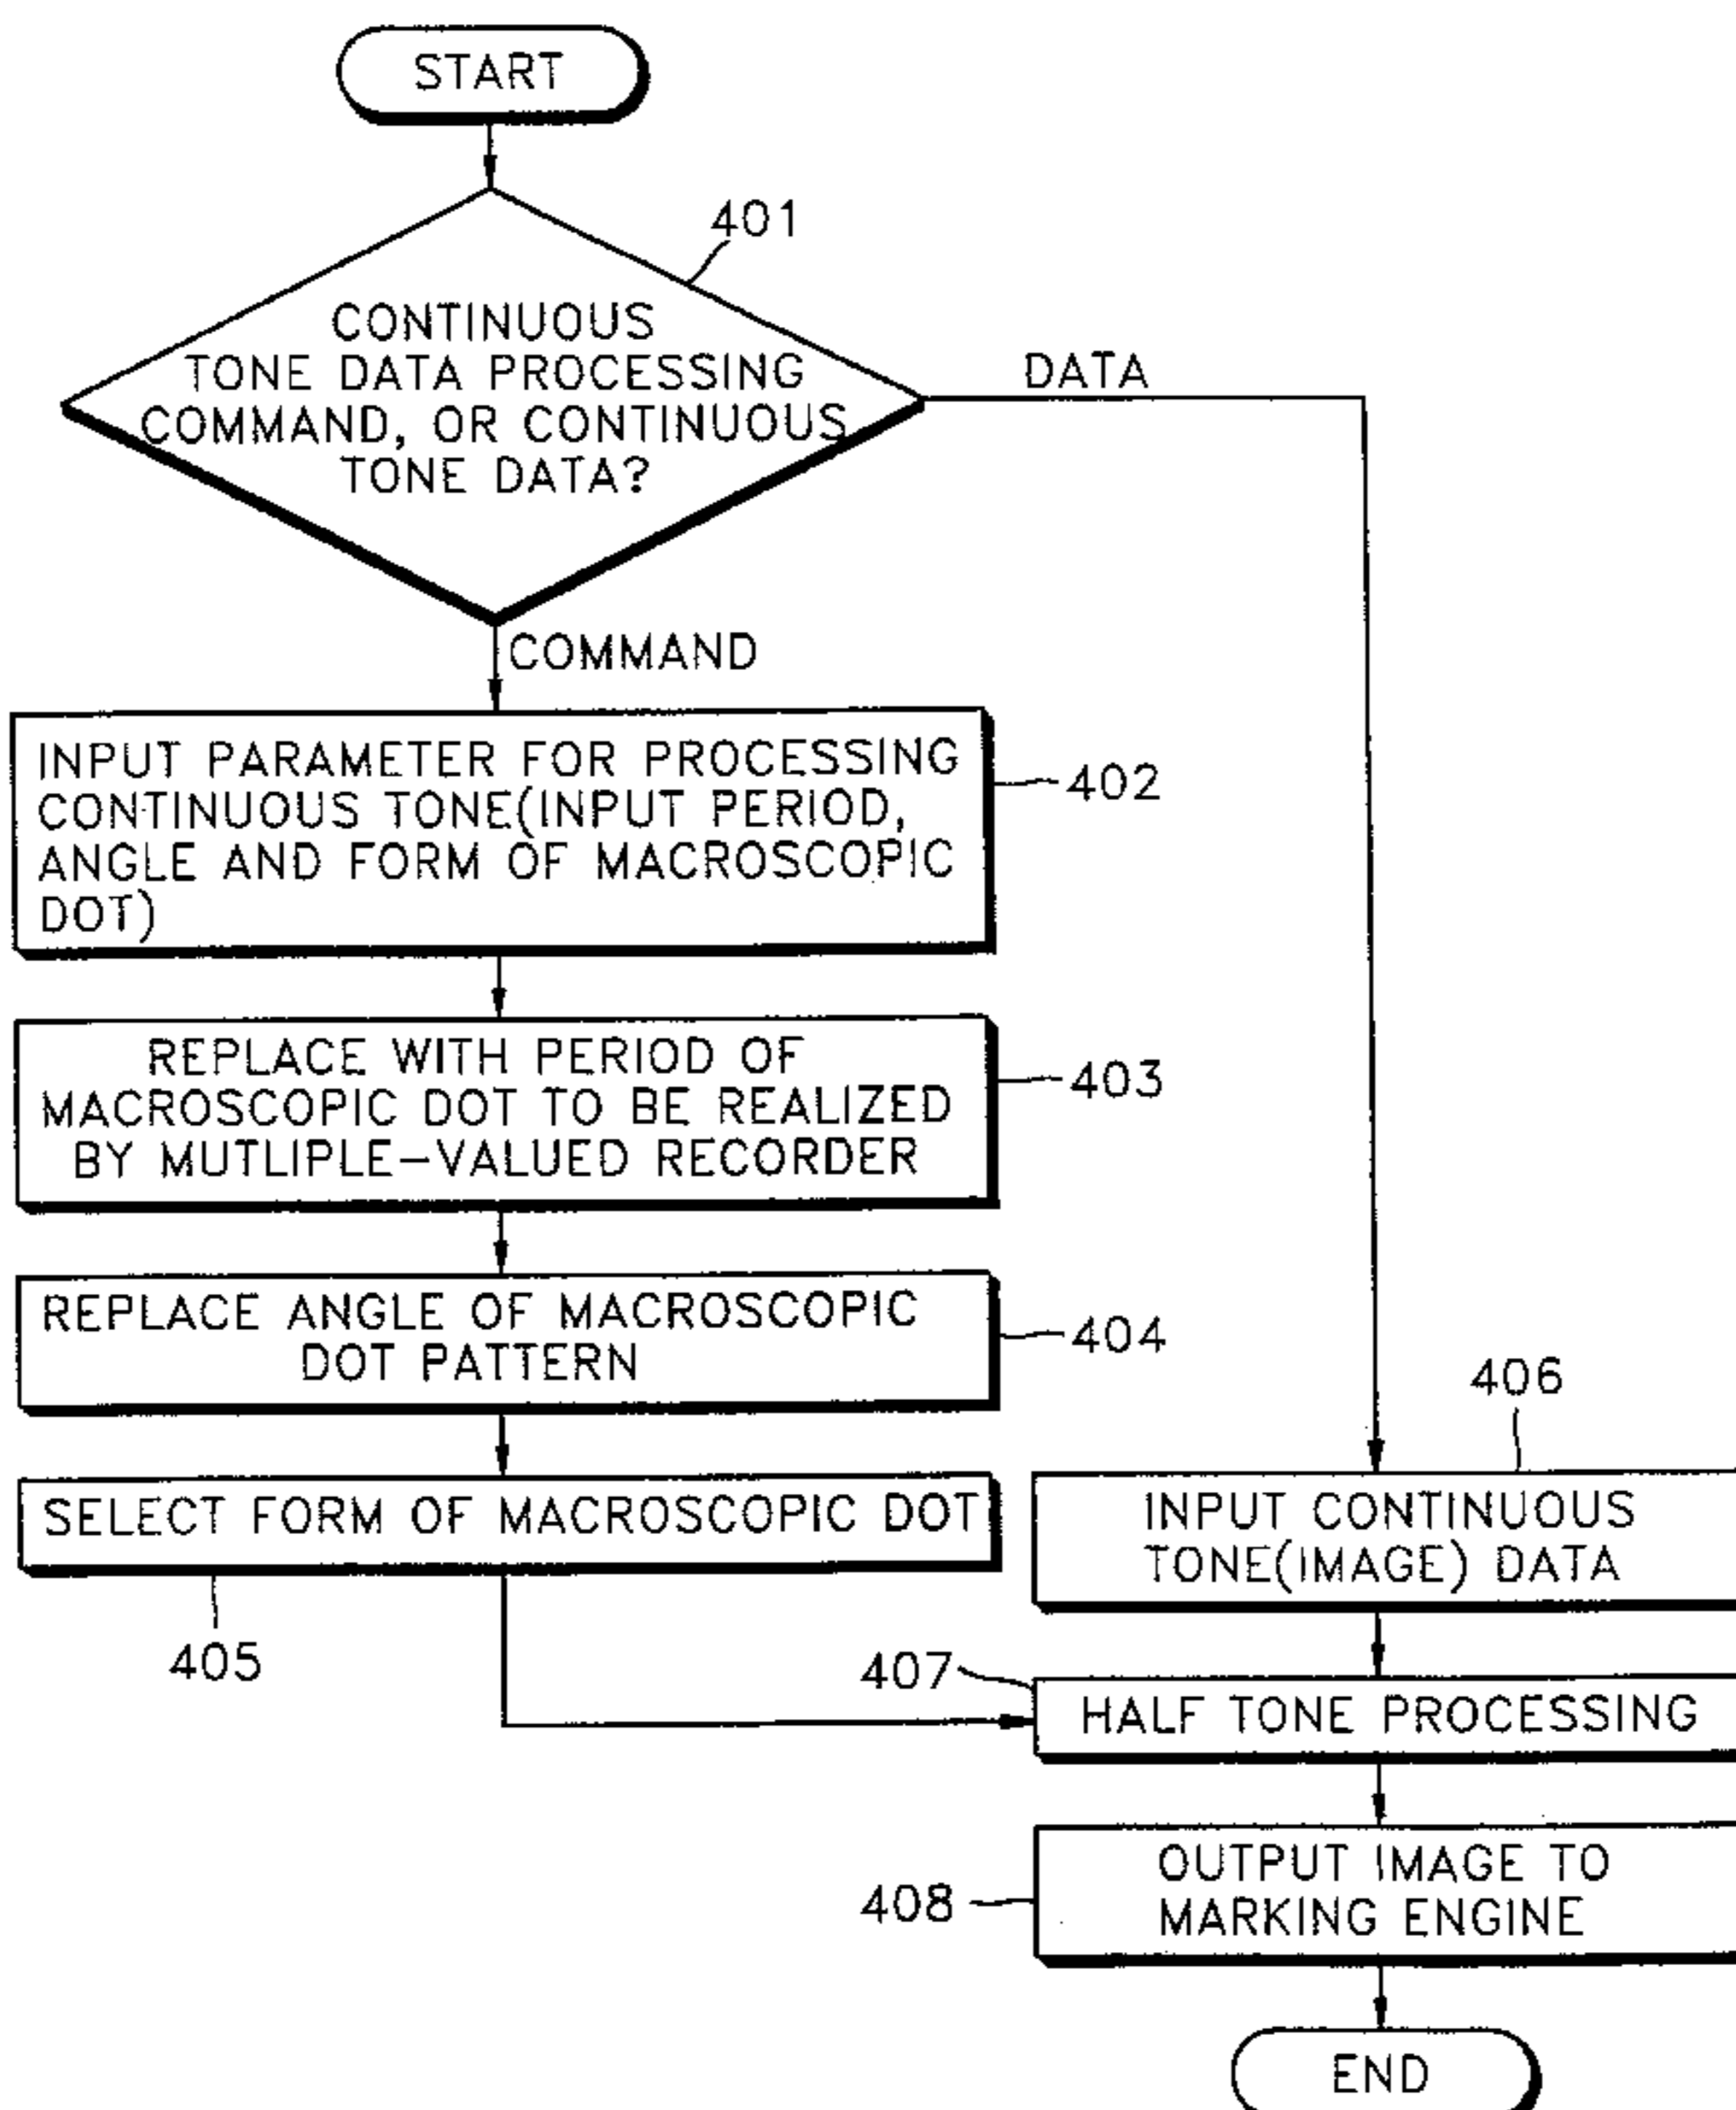 START
401
CONTINUOUS
TONE DATA PROCESSING
COMMAND, OR CONTINUOUS
TONE DATA?
DATA
COMMAND
INPUT PARAMETER FOR PROCESSING
CONTINUOUS TONE(INPUT PERIOD,
ANGLE AND FORM OF MACROSCOPIC
DOT)
402
REPLACE WITH PERIOD OF
MACROSCOPIC DOT TO BE REALIZED
BY MUTLIPLE-VALUED RECORDER
403
REPLACE ANGLE OF MACROSCOPIC
DOT PATTERN
404
SELECT FORM OF MACROSCOPIC DOT
405
406
INPUT CONTINUOUS
TONE(IMAGE) DATA
407
HALF TONE PROCESSING
OUTPUT IMAGE TO
MARKING ENGINE
408
END